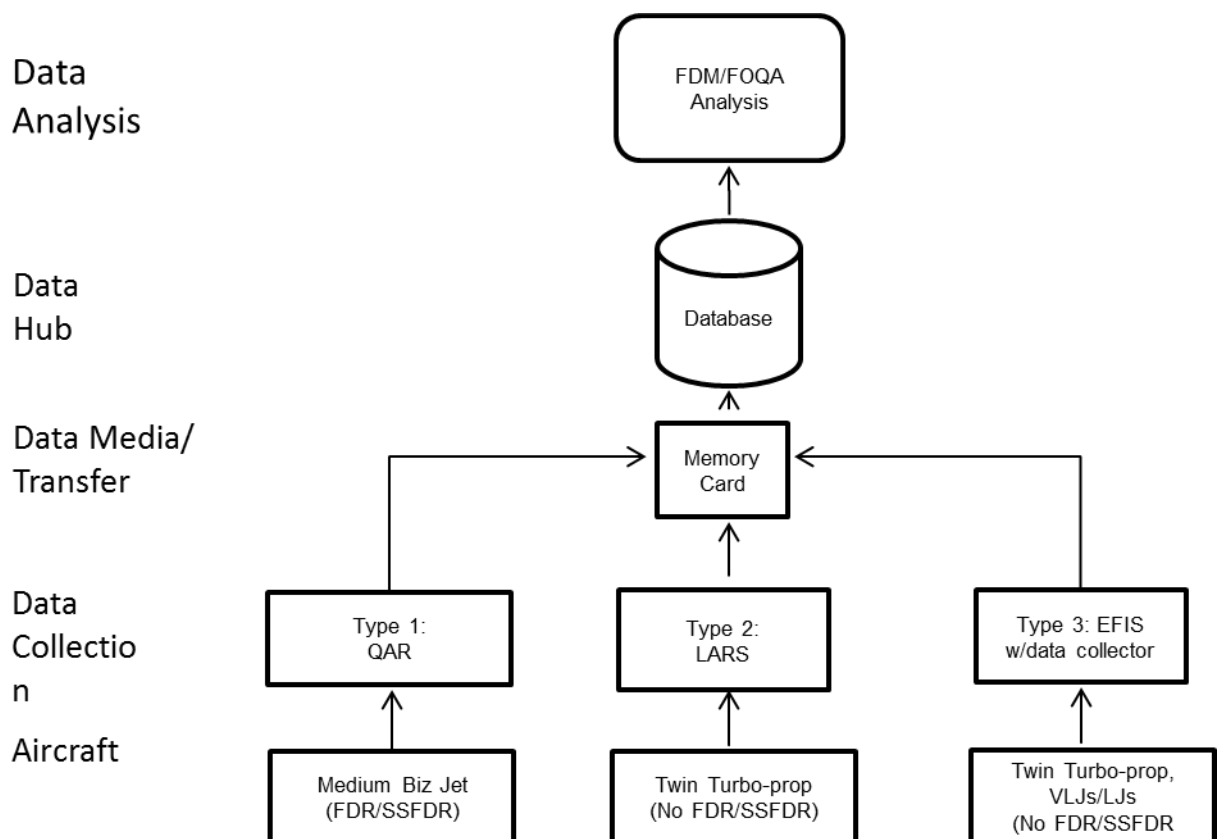 Data
Analysis
FDM/FOQA
Analysis
Data
Hub
Database
Data Media/
Transfer
Memory
Card
Data
Collectio
n
Type 1:
QAR
Type 2:
LARS
Type 3: EFIS
w/data collector
Aircraft
Medium Biz Jet
(FDR/SSFDR)
Twin Turbo-prop
(No FDR/SSFDR)
Twin Turbo-prop,
VLJs/LJs
(No FDR/SSFDR